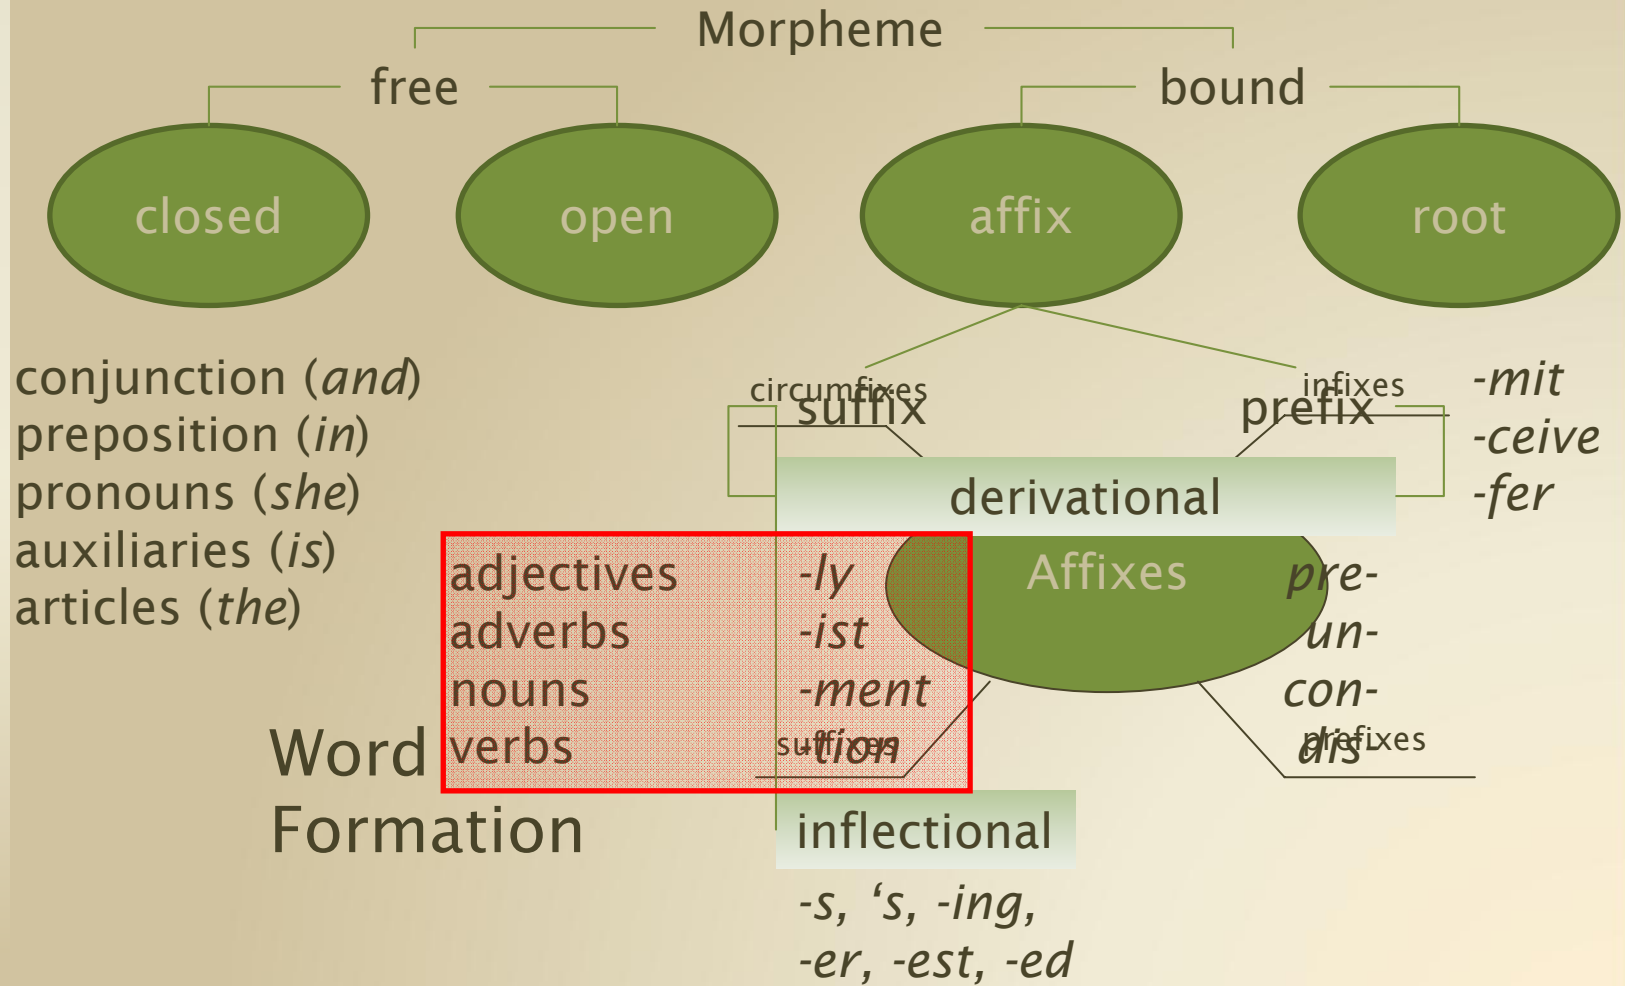 Morpheme
free
bound
closed
open
affix
root
conjunction (and)
preposition (in)
pronouns (she)
auxiliaries (is)
articles (the)
adjectives
adverbs
nouns
verbs
circumfixes
suffix
infixes
prefix
-mit
-ceive
-fer
derivational
-ly
-ist
-ment
-tion
suffixes
Affixes
pre-
un-
con-
dis-
prefixes
Word
Formation
inflectional
-s, ‘s, -ing,
-er, -est, -ed